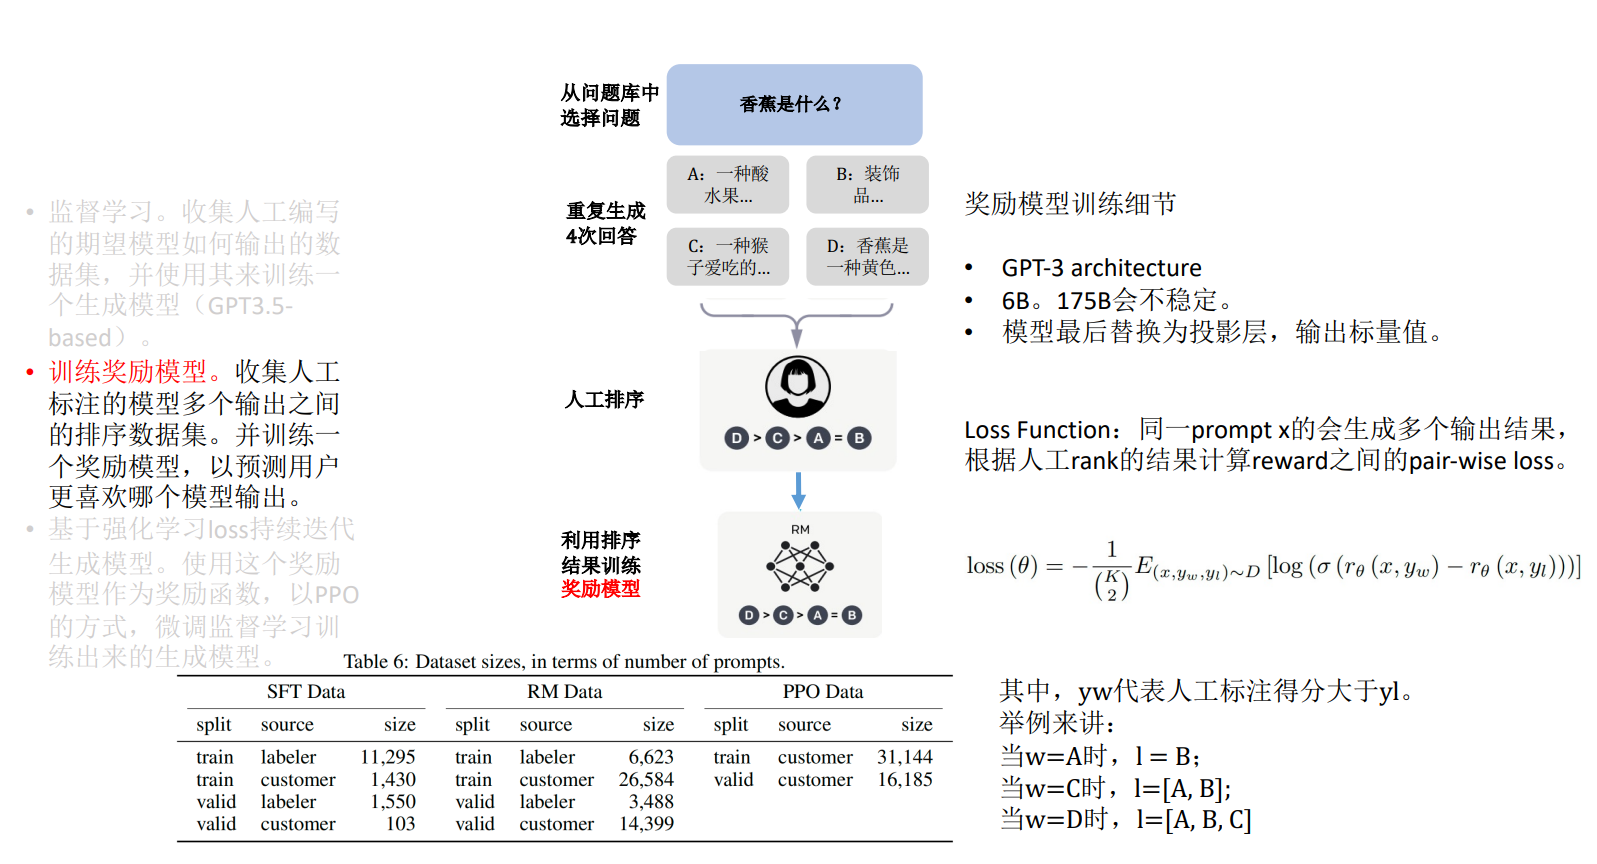 • 监督学习。收集人工编写
的期望模型如何输出的数
据集，并使用其来训练一
个生成模型（GPT3.5-
based）。
• 训练奖励模型。收集人工
标注的模型多个输出之间
的排序数据集。并训练一
个奖励模型，以预测用户
更喜欢哪个模型输出。
• 基于强化学习loss持续迭代
生成模型。使用这个奖励
模型作为奖励函数，以PPO
的方式，微调监督学习训
练出来的生成模型。
从问题库中
选择问题
香蕉是什么？
重复生成
4次回答
A：一种酸
水果...
B：装饰
品...
C：一种猴
子爱吃的...
D：香蕉是
一种黄色...
人工排序
D > C > A = B
利用排序
结果训练
奖励模型
RM
D > C > A = B
奖励模型训练细节
• GPT-3 architecture
• 6B。175B会不稳定。
• 模型最后替换为投影层，输出标量值。
Loss Function：同一prompt x的会生成多个输出结果，
根据人工rank的结果计算reward之间的pair-wise loss。
loss (θ) = −1/(K 2) E(x,yw,yl)∼D [log (σ (rθ (x, yw) − rθ (x, yl)))]
其中，yw代表人工标注得分大于yl。
举例来讲：
当w=A时，l = B；
当w=C时，l=[A, B];
当w=D时，l=[A, B, C]
Table 6: Dataset sizes, in terms of number of prompts.
SFT Data RM Data PPO Data
split source size split source size split source size
train labeler 11,295 train labeler 6,623 train customer 31,144
train customer 1,430 train customer 26,584 valid customer 16,185
valid labeler 1,550 valid labeler 3,488
valid customer 103 valid customer 14,399